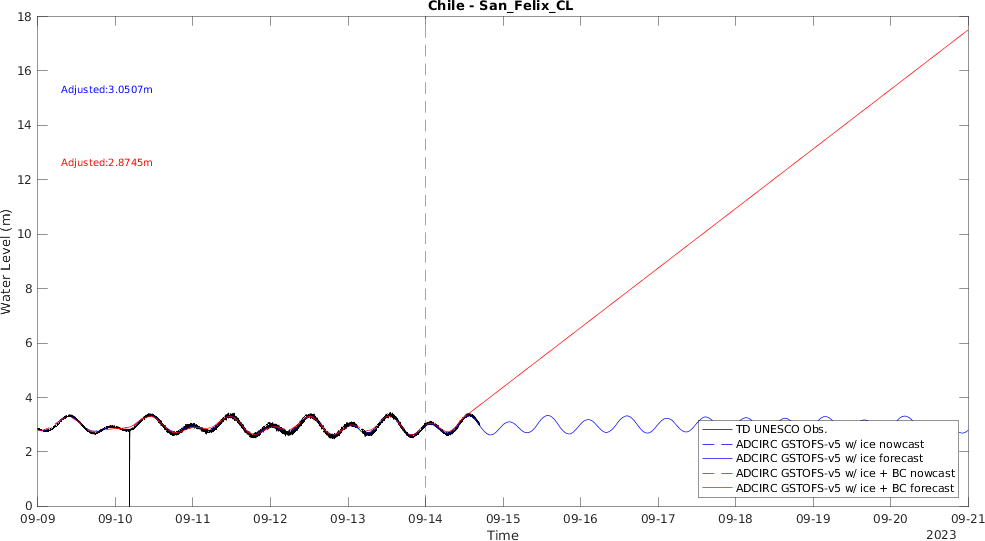 Chile - San_Felix_CL
18
16
14
12
10
8
6
4
2
0
Water Level (m)
Adjusted:3.0507m
Adjusted:2.8745m
TD UNESCO Obs.
ADCIRC GSTOFS-v5 w/ ice nowcast
ADCIRC GSTOFS-v5 w/ ice forecast
ADCIRC GSTOFS-v5 w/ ice + BC nowcast
ADCIRC GSTOFS-v5 w/ ice + BC forecast
09-09 09-10 09-11 09-12 09-13 09-14 09-15 09-16 09-17 09-18 09-19 09-20 09-21
Time
2023